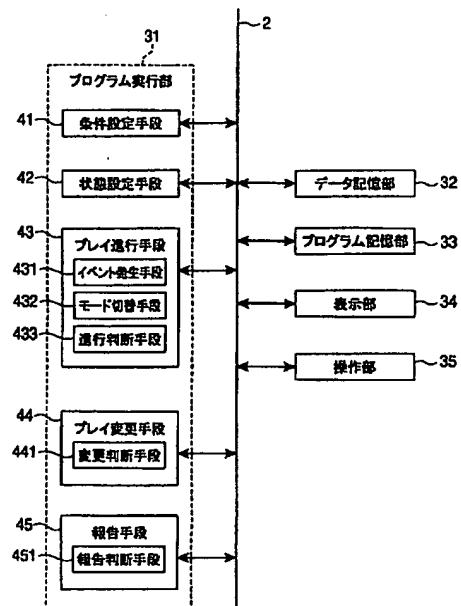 2
31
プログラム実行部
41
条件設定手段
42
状態設定手段
データ記憶部
32
43
プレイ進行手段
プログラム記憶部
33
431
イベント発生手段
432
モード切替手段
表示部
34
433
進行判断手段
操作部
35
44
プレイ変更手段
441
変更判断手段
45
報告手段
451
報告判断手段